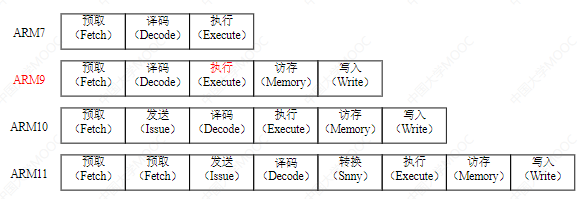 ARM7
预取 译码 执行
（Fetch） （Decode） （Execute）
ARM9
预取 译码 执行 访存 写入
（Fetch） （Decode） （Execute） （Memory） （Write）
ARM10
预取 发送 译码 执行 访存 写入
（Fetch） （Issue） （Decode） （Execute） （Memory） （Write）
ARM11
预取 预取 发送 译码 转换 执行 访存 写入
（Fetch） （Fetch） （Issue） （Decode） （Snny） （Execute） （Memory） （Write）